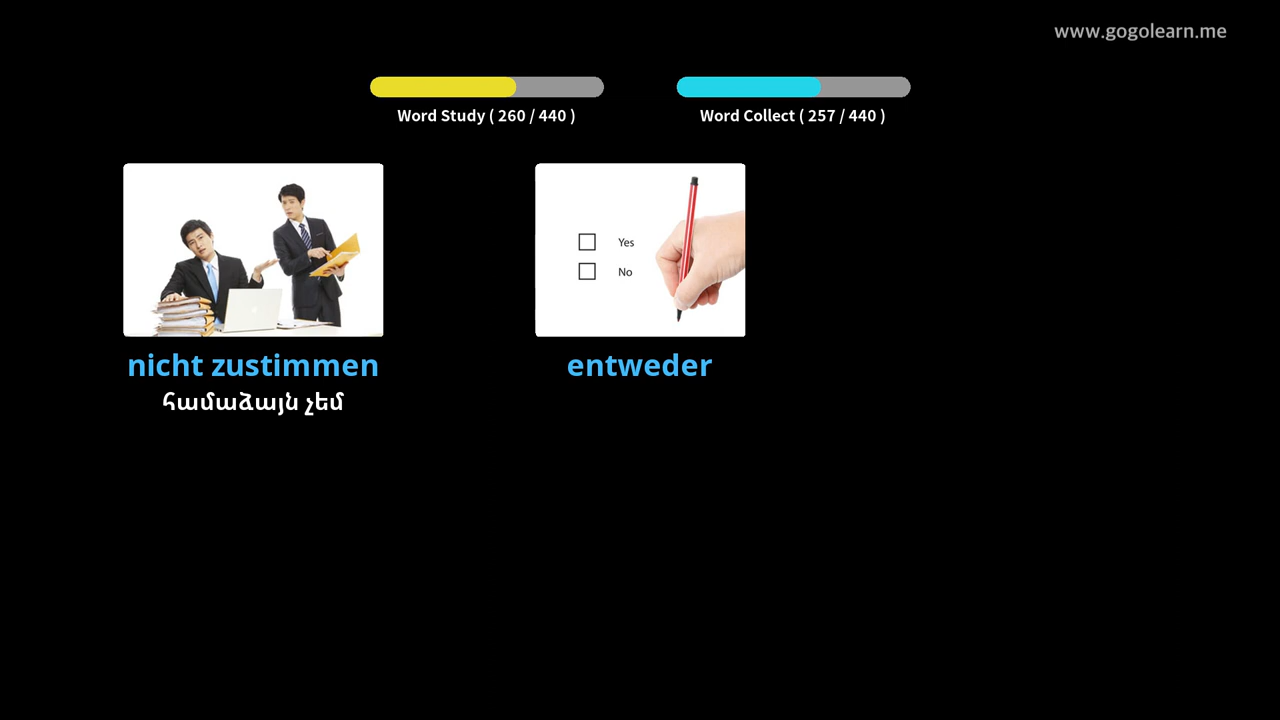 www.gogolearn.me
Word Study ( 260 / 440 )
Word Collect ( 257 / 440 )
Yes
No
nicht zustimmen
entweder
համաձայն չեմ